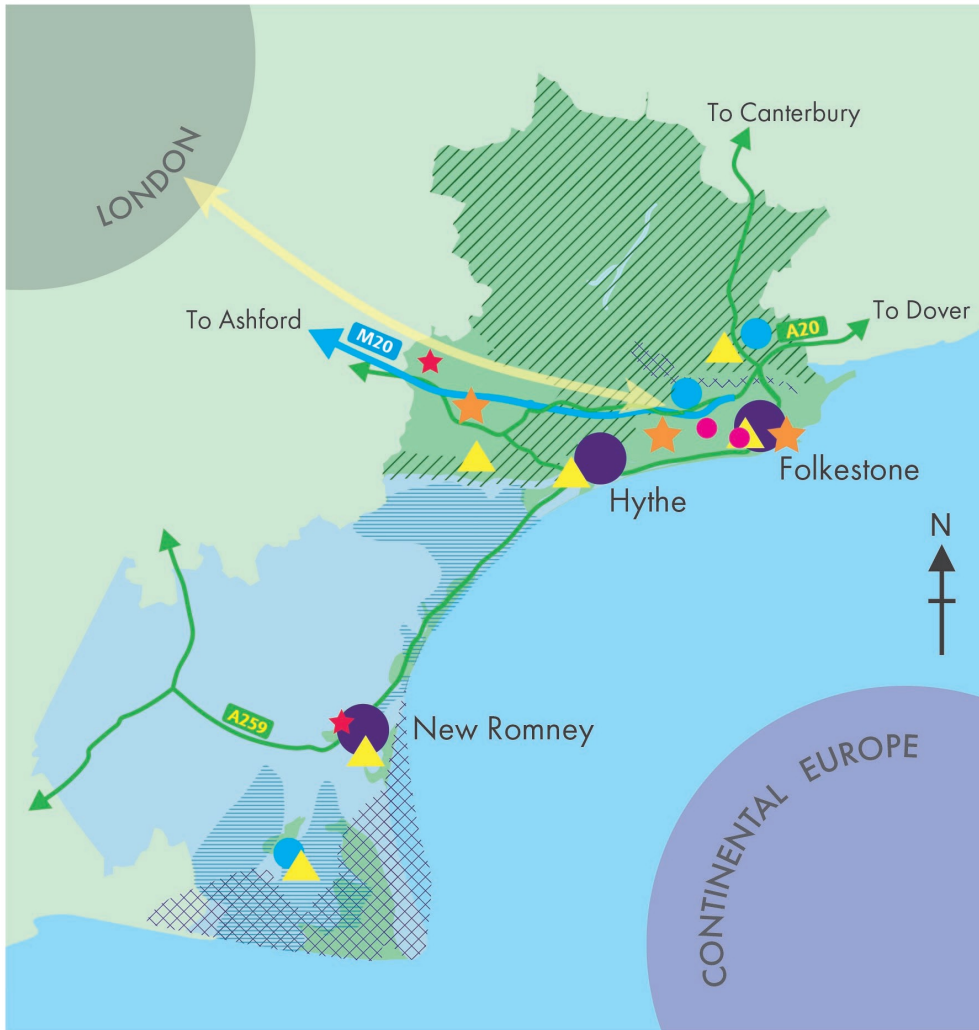 To Canterbury
LONDON
To Dover
To Ashford
M20
A20
Folkestone
Hythe
N
A259
New Romney
CONTINENTAL EUROPE